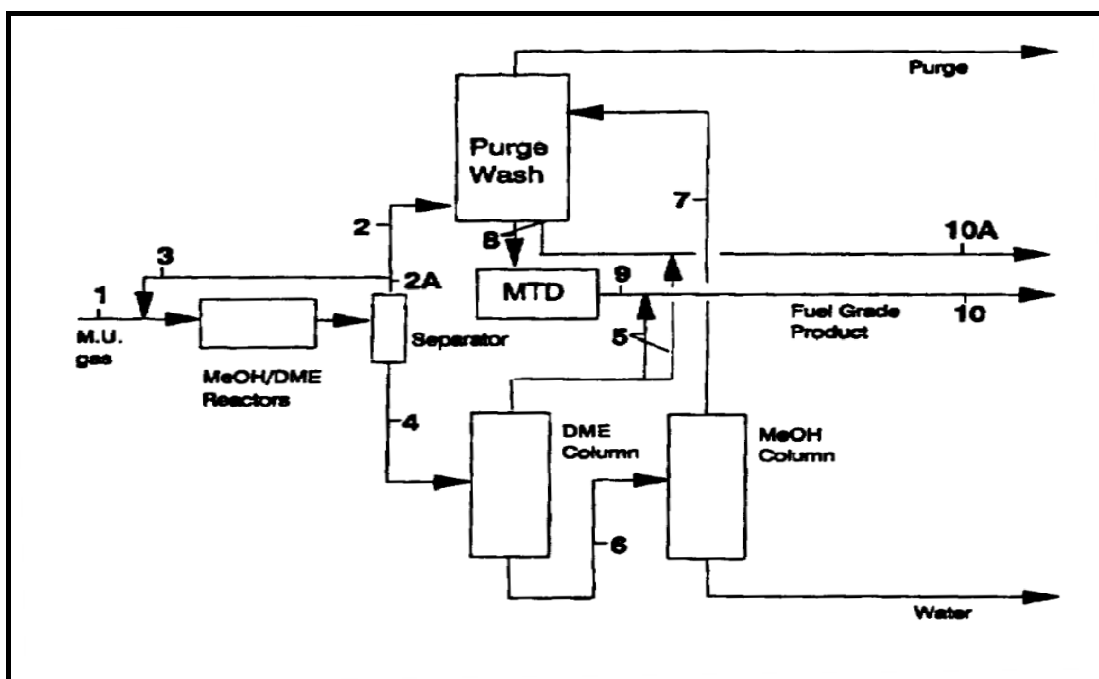 Purge
Purge
Wash
2
7
8
10A
3
2A
1
MTD
9
M.U.
gas
Separator
5
Fuel Grade
Product
10
MeOH/DME
Reactors
4
DME
Column
MeOH
Column
6
Water